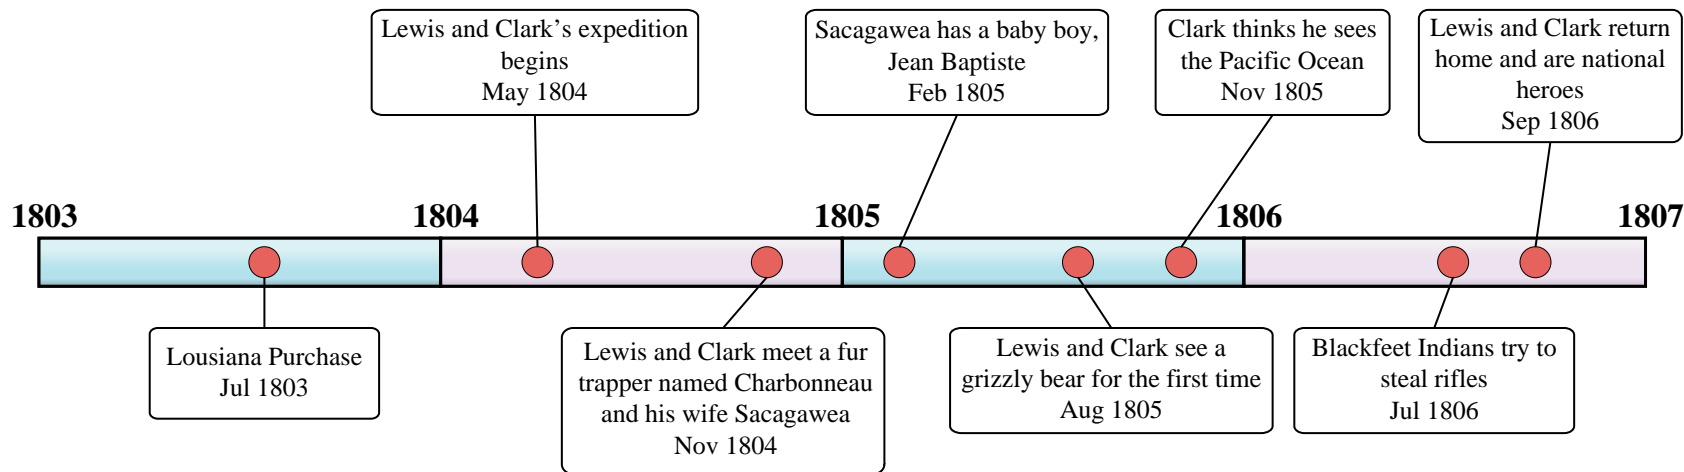 Lewis and Clark’s expedition
begins
May 1804
Sacagawea has a baby boy,
Jean Baptiste
Feb 1805
Clark thinks he sees
the Pacific Ocean
Nov 1805
Lewis and Clark return
home and are national
heroes
Sep 1806
1803
1804
1805
1806
1807
Lousiana Purchase
Jul 1803
Lewis and Clark meet a fur
trapper named Charbonneau
and his wife Sacagawea
Nov 1804
Lewis and Clark see a
grizzly bear for the first time
Aug 1805
Blackfeet Indians try to
steal rifles
Jul 1806